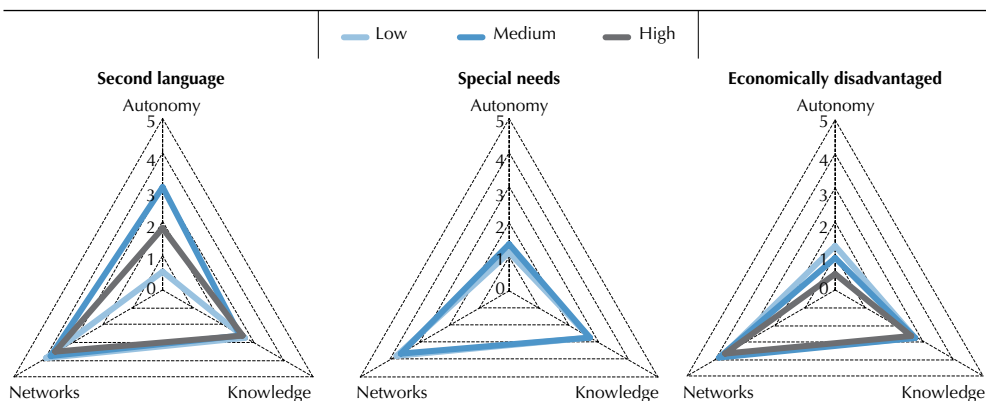 Low Medium High
Second language Special needs Economically disadvantaged
Autonomy Autonomy Autonomy
5 5 5
4 4 4
3 3 3
2 2 2
1 1 1
0 0 0
Networks Knowledge Networks Knowledge Networks Knowledge